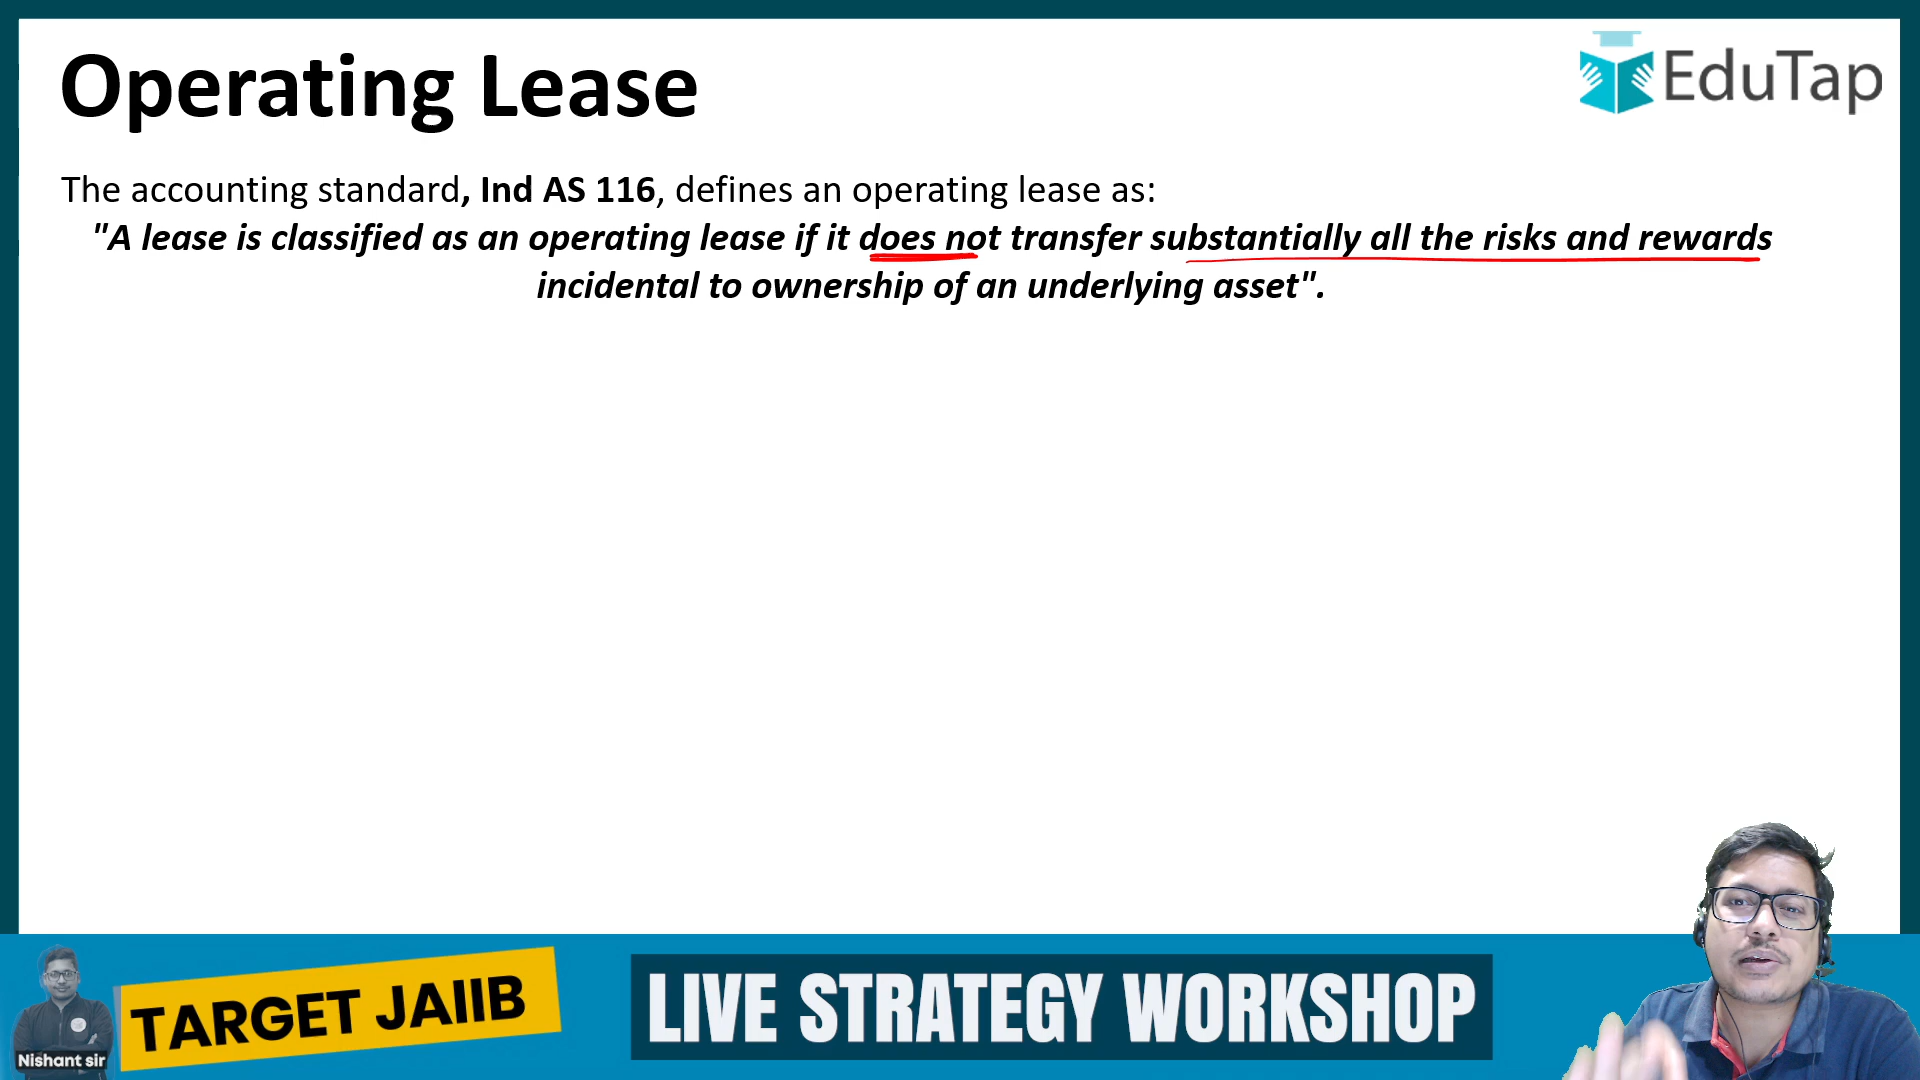 Operating Lease
EduTap
The accounting standard, Ind AS 116, defines an operating lease as:
"A lease is classified as an operating lease if it does not transfer substantially all the risks and rewards
incidental to ownership of an underlying asset".
TARGET JAIIB
LIVE STRATEGY WORKSHOP
Nishant sir